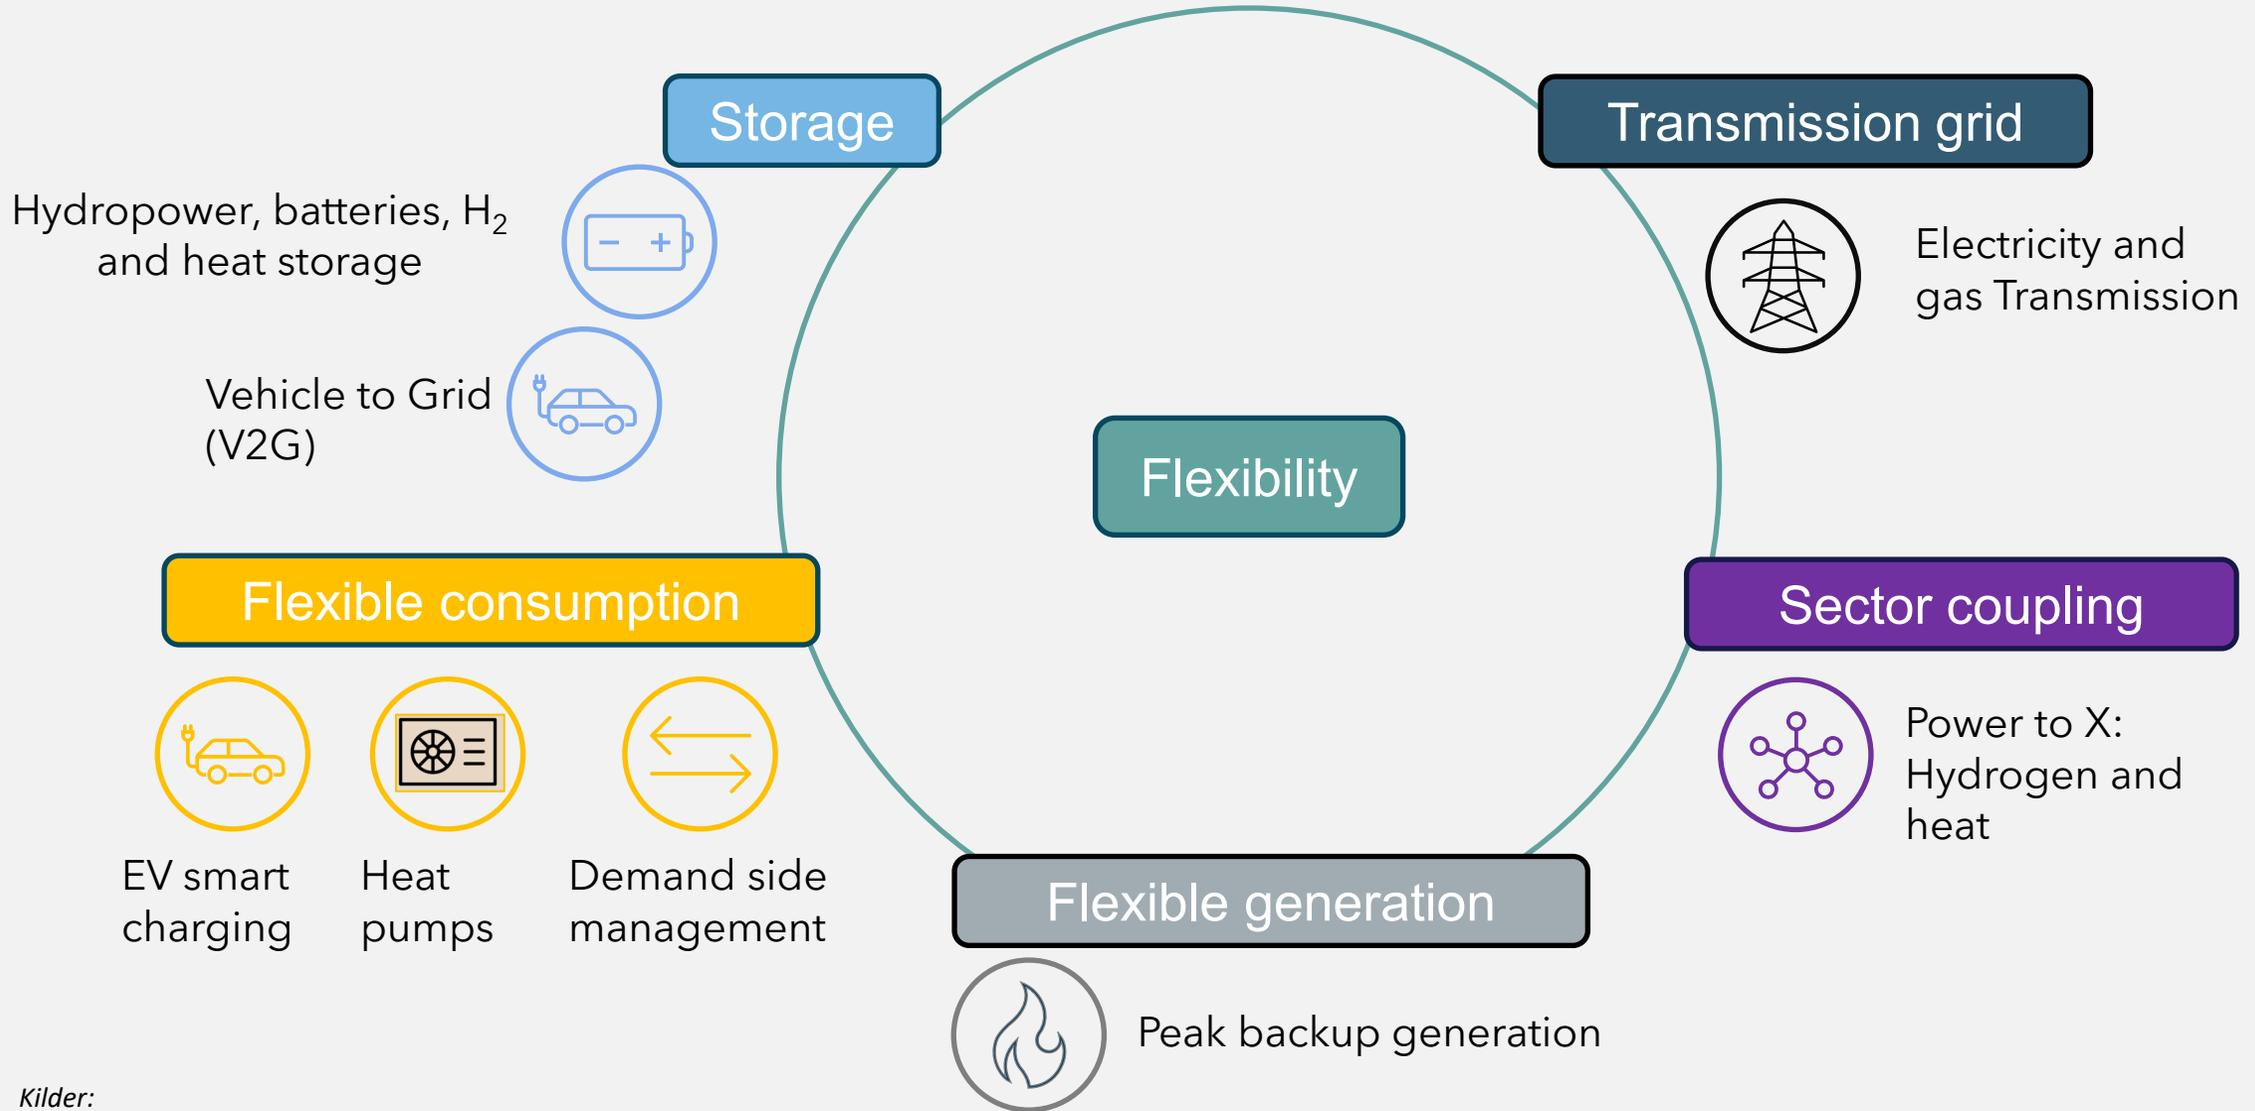 Storage
Transmission grid
Hydropower, batteries, H₂
and heat storage
Electricity and
gas Transmission
Vehicle to Grid
(V2G)
Flexibility
Flexible consumption
Sector coupling
Power to X:
Hydrogen and
heat
EV smart
charging
Heat
pumps
Demand side
management
Flexible generation
Peak backup generation
Kilder: